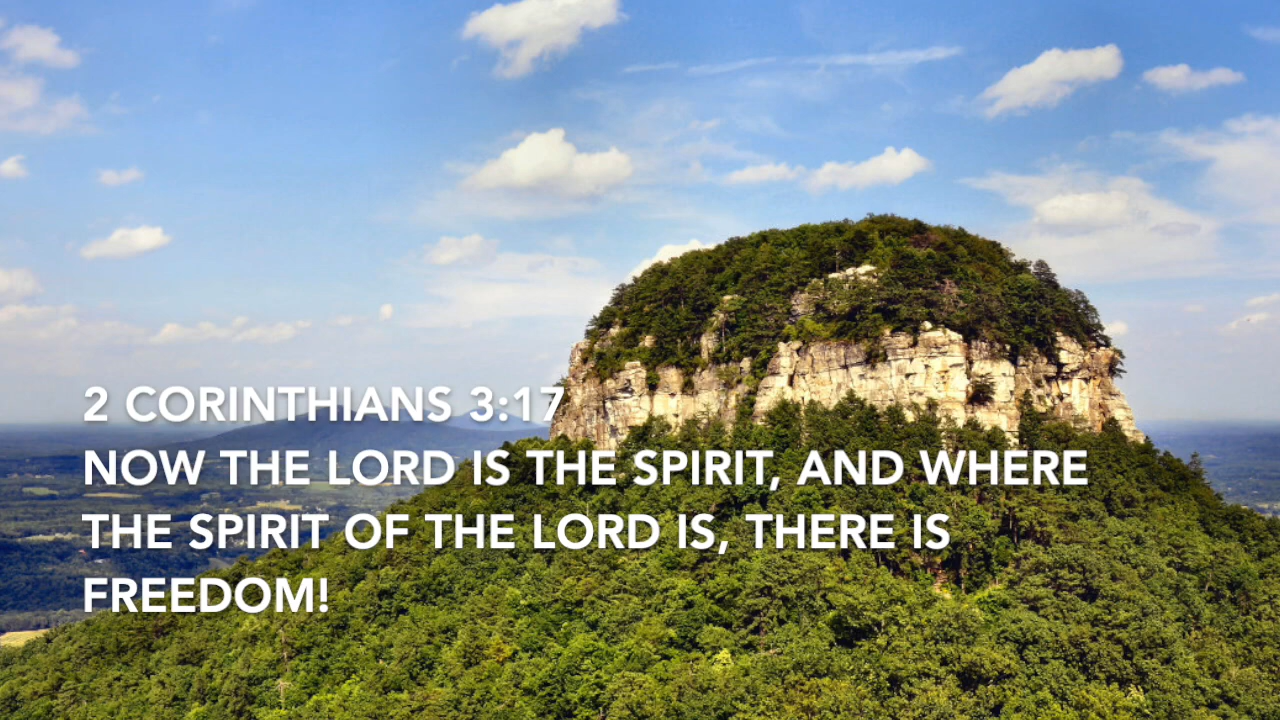 2 CORINTHIANS 3:17
NOW THE LORD IS THE SPIRIT, AND WHERE
THE SPIRIT OF THE LORD IS, THERE IS
FREEDOM!